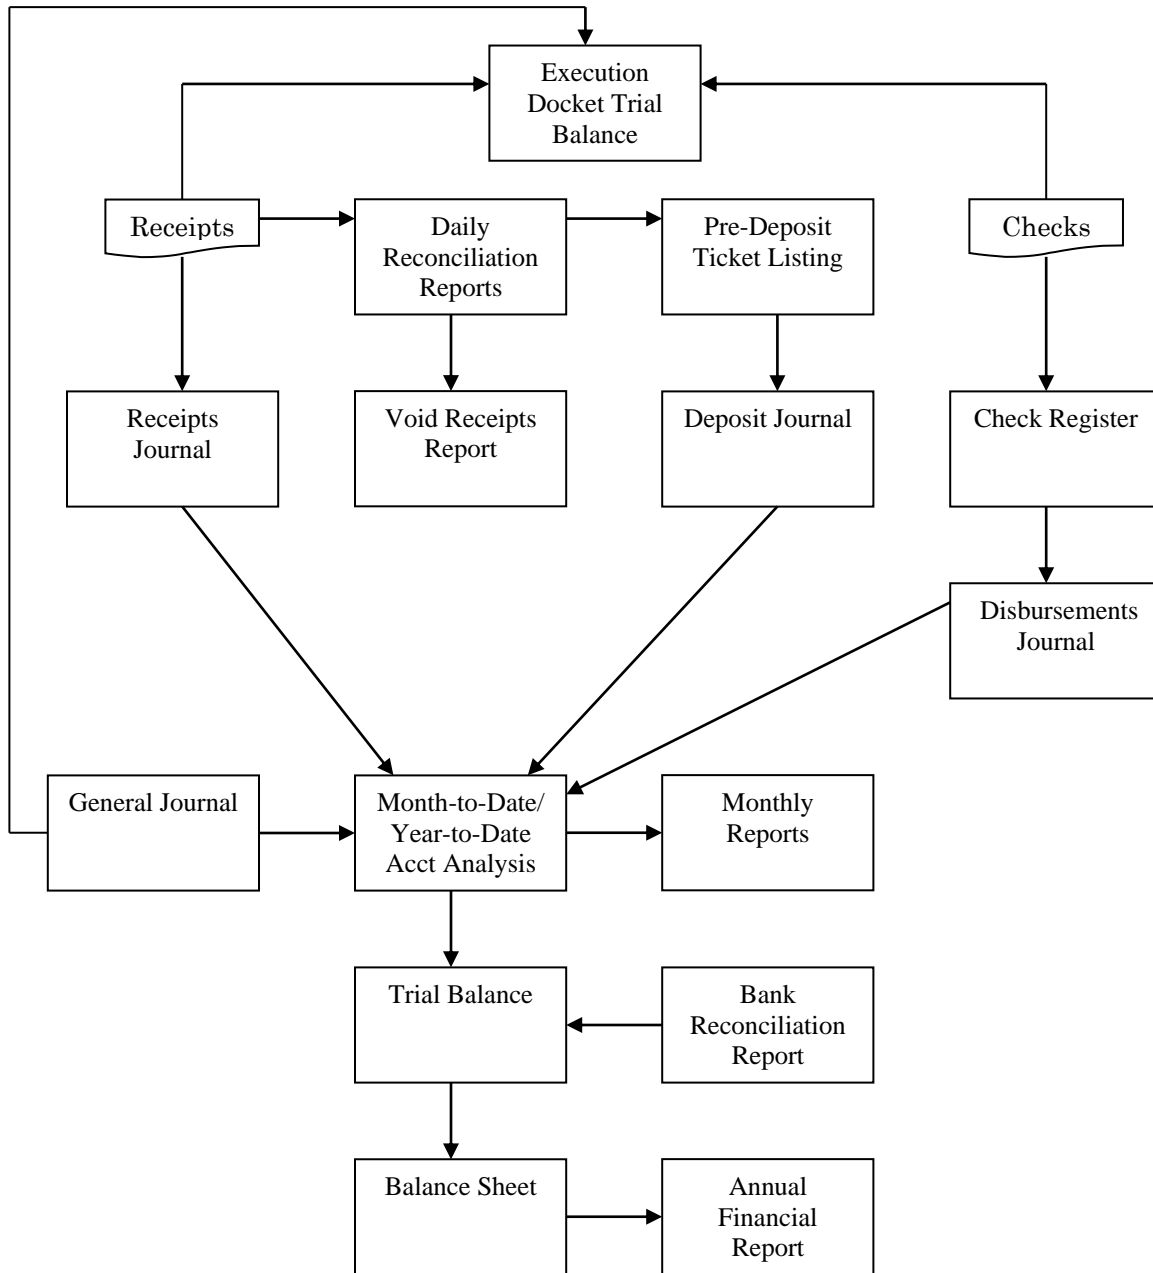 Execution
Docket Trial
Balance
Receipts
Daily
Reconciliation
Reports
Pre-Deposit
Ticket Listing
Checks
Receipts
Journal
Void Receipts
Report
Deposit Journal
Check Register
Disbursements
Journal
General Journal
Month-to-Date/
Year-to-Date
Acct Analysis
Monthly
Reports
Trial Balance
Bank
Reconciliation
Report
Balance Sheet
Annual
Financial
Report